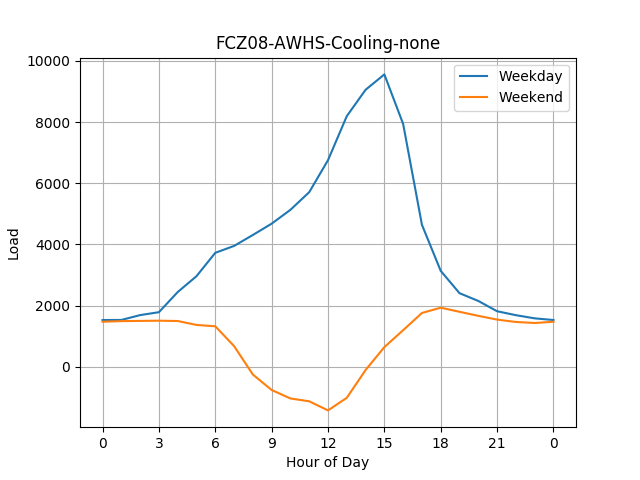 FCZ08-AWHS-Cooling-none
10000
8000
6000
4000
2000
0
Load
Weekday
Weekend
0 3 6 9 12 15 18 21 0
Hour of Day